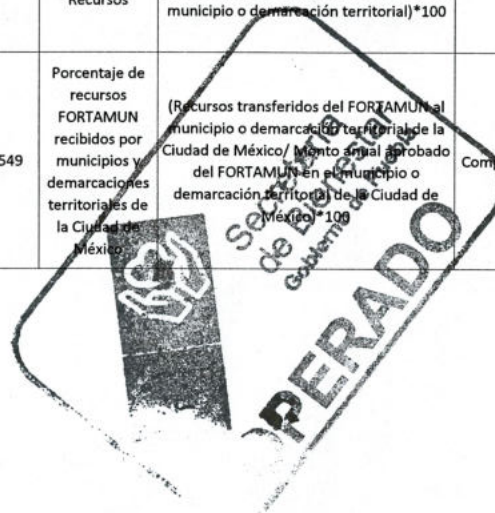 Recursos
municipio o demarcación territorial)*100
549
Porcentaje de
recursos
FORTAMUN
recibidos por
municipios y
demarcaciones
territoriales de
la Ciudad de
México
(Recursos transferidos del FORTAMUN al
municipio o demarcación territorial de la
Ciudad de México/ Monto anual aprobado
del FORTAMUN en el municipio o
demarcación territorial de la Ciudad de
México)*100
Comp
Secretaría
de Bienestar
Gobierno de
PERADO